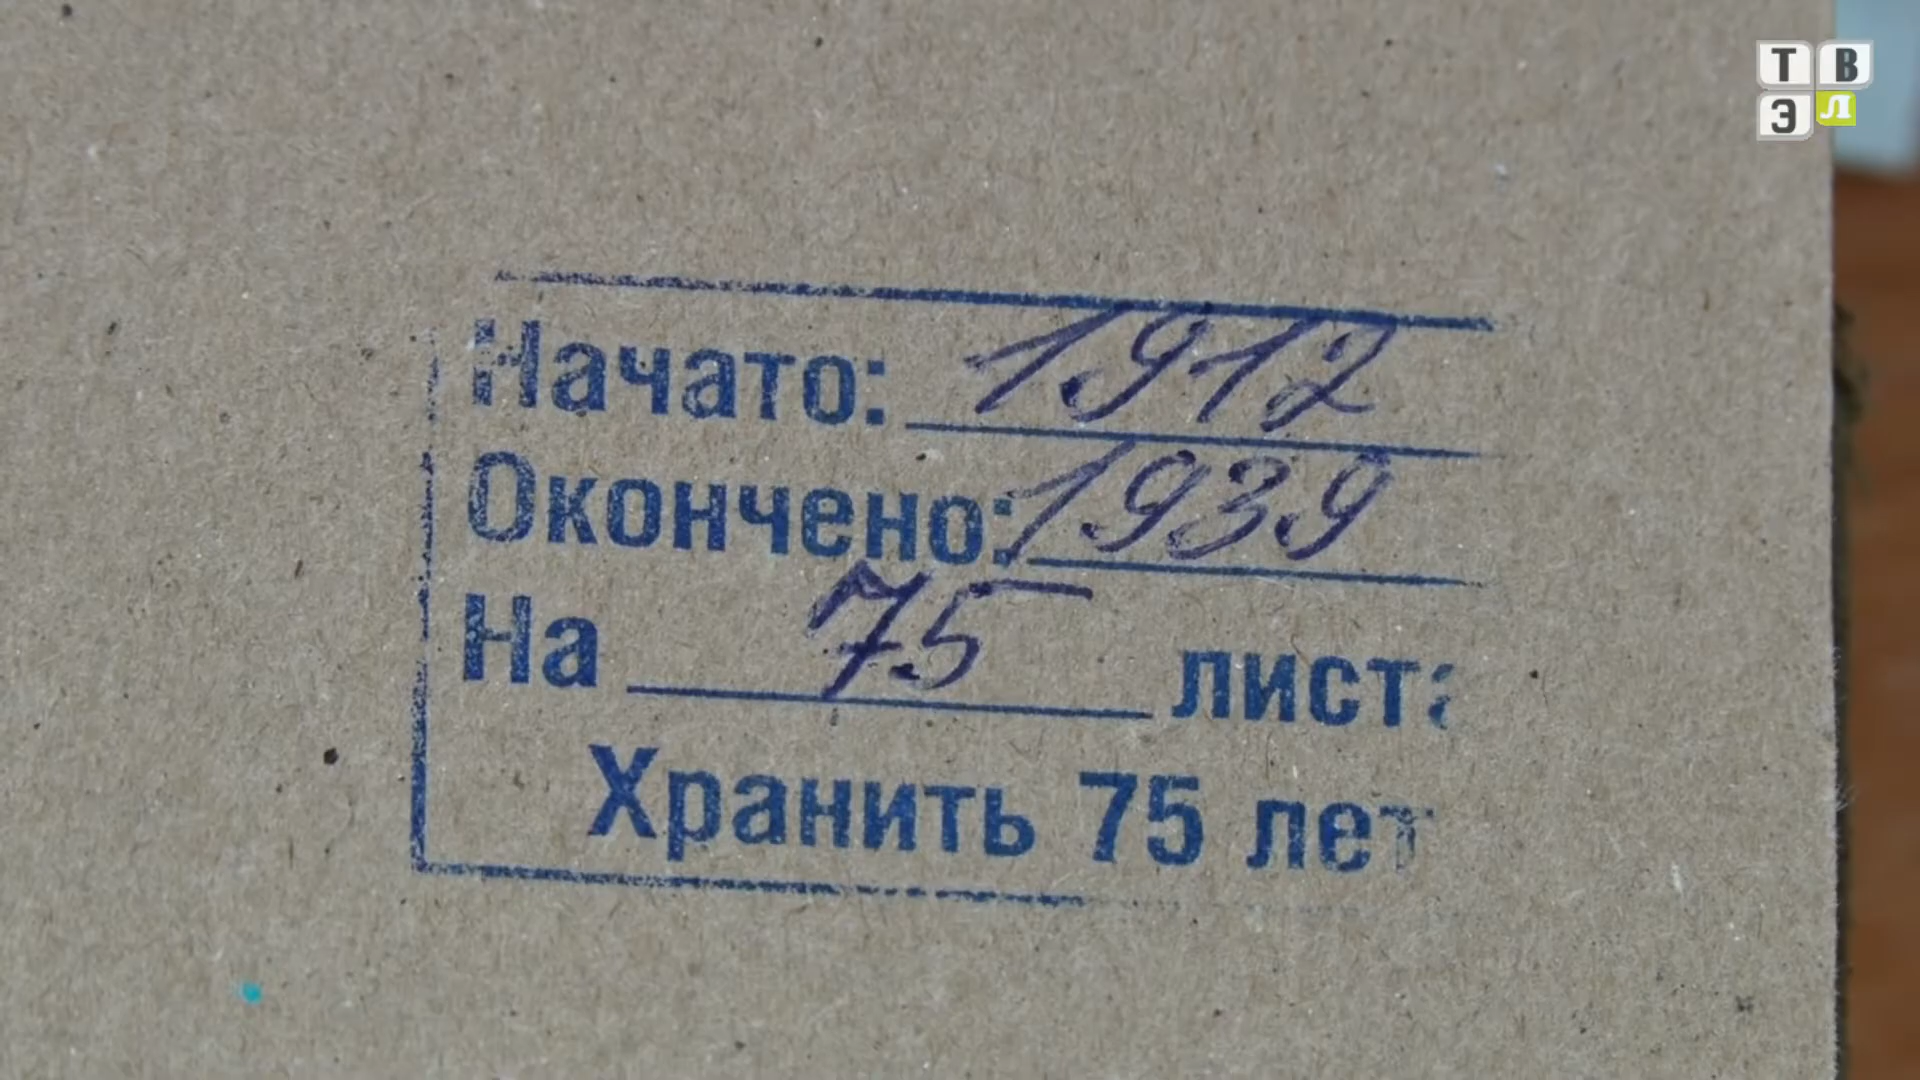 ТВ
ЭЛ
Начато: 1912
Окончено: 1939
На 75 листа
Хранить 75 лет